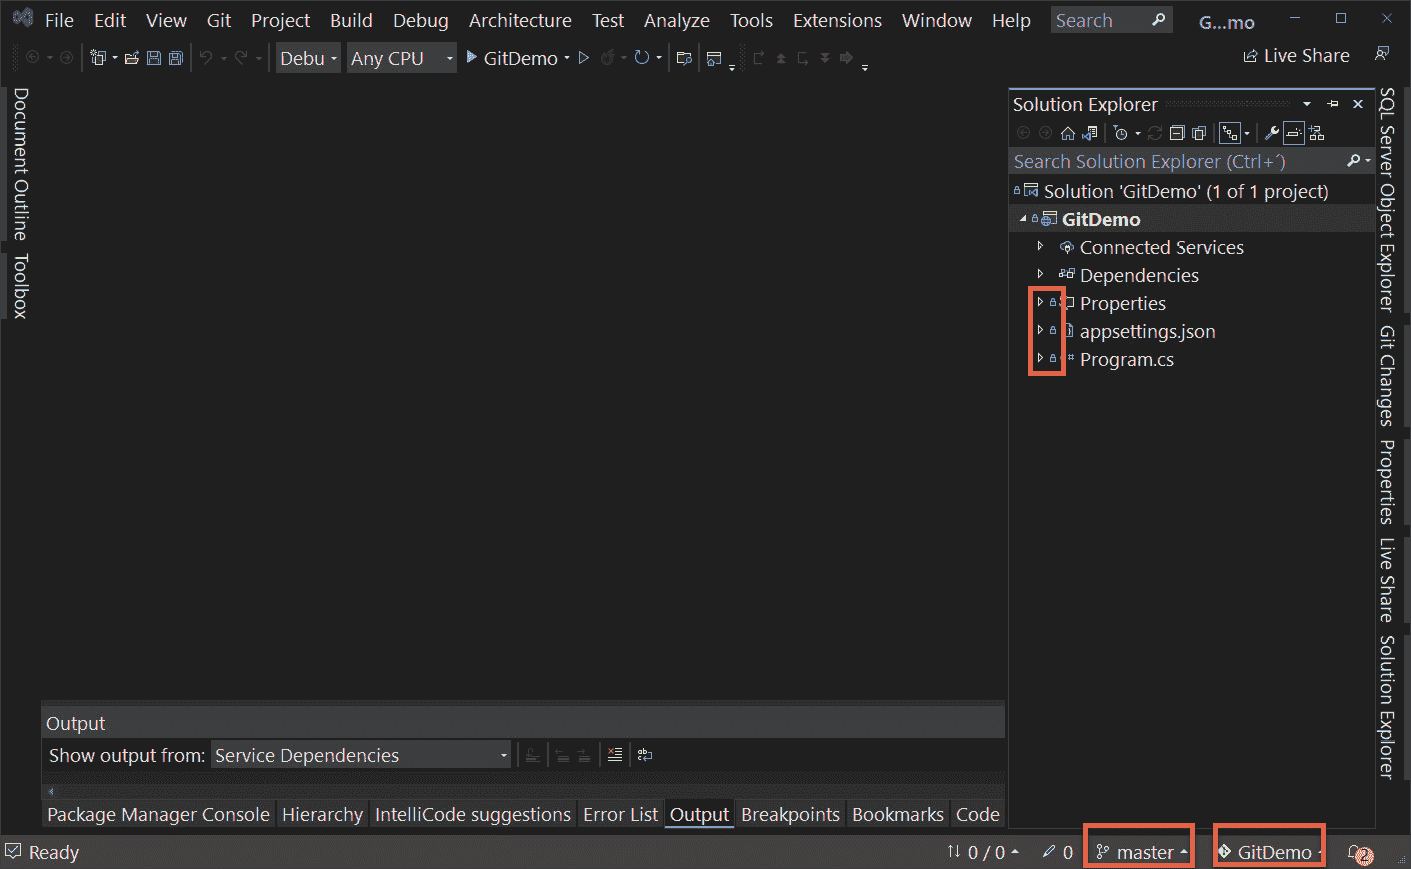 File Edit View Git Project Build Debug Architecture Test Analyze Tools Extensions Window Help Search G...mo
Debu Any CPU GitDemo Live Share
Document Outline
Toolbox
Solution Explorer
Search Solution Explorer (Ctrl+´)
Solution 'GitDemo' (1 of 1 project)
GitDemo
Connected Services
Dependencies
Properties
appsettings.json
Program.cs
SQL Server Object Explorer
Git Changes
Properties
Live Share
Solution Explorer
Output
Show output from: Service Dependencies
Package Manager Console Hierarchy IntelliCode suggestions Error List Output Breakpoints Bookmarks Code
Ready 0 / 0 0 master GitDemo 2